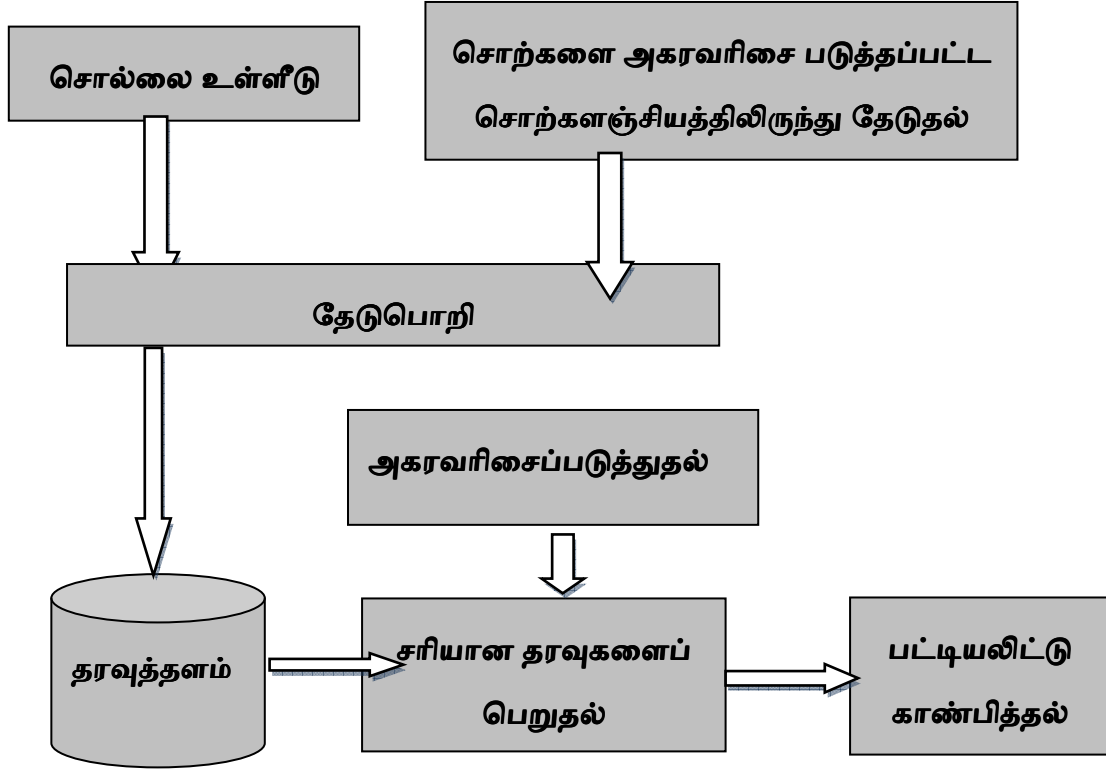 சொல்லை உள்ளீடு
சொற்களை அகரவரிசை படுத்தப்பட்ட
சொற்களஞ்சியத்திலிருந்து தேடுதல்
தேடுபொறி
அகரவரிசைப்படுத்துதல்
தரவுத்தளம்
சரியான தரவுகளைப்
பெறுதல்
பட்டியலிட்டு
காண்பித்தல்